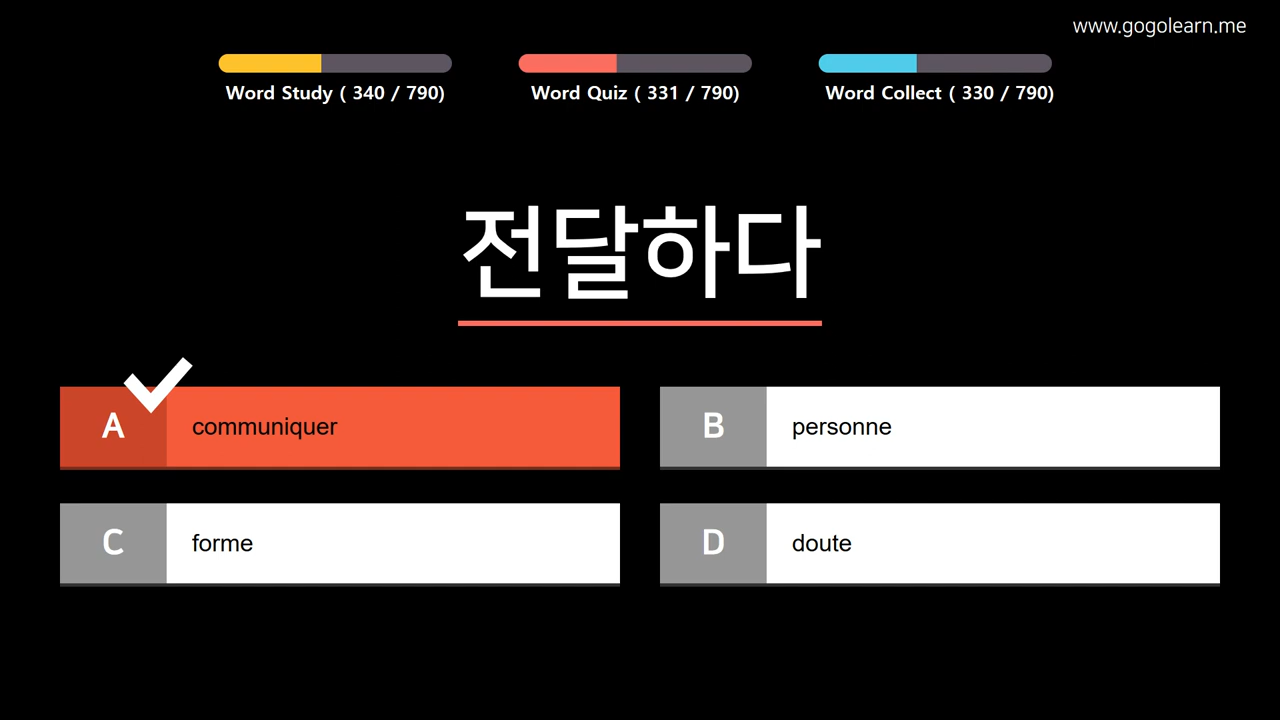 www.gogolearn.me
Word Study ( 340 / 790)
Word Quiz ( 331 / 790)
Word Collect ( 330 / 790)
전달하다
A communiquer
B personne
C forme
D doute